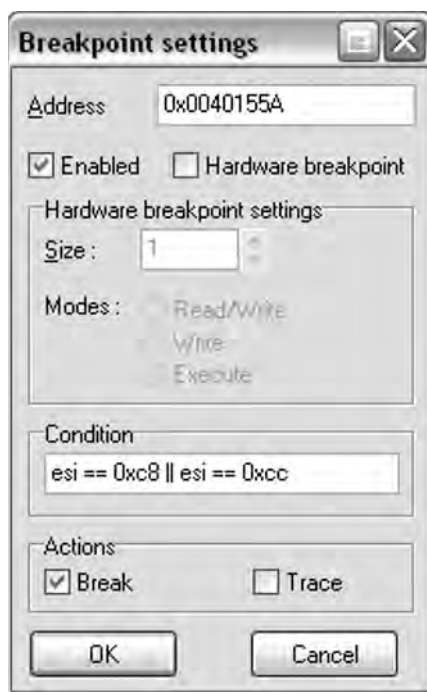 Breakpoint settings
Address 0x0040155A
Enabled Hardware breakpoint
Hardware breakpoint settings
Size : 1
Modes : Read/Write
Write
Execute
Condition
esi == 0xc8 || esi == 0xcc
Actions
Break Trace
OK Cancel